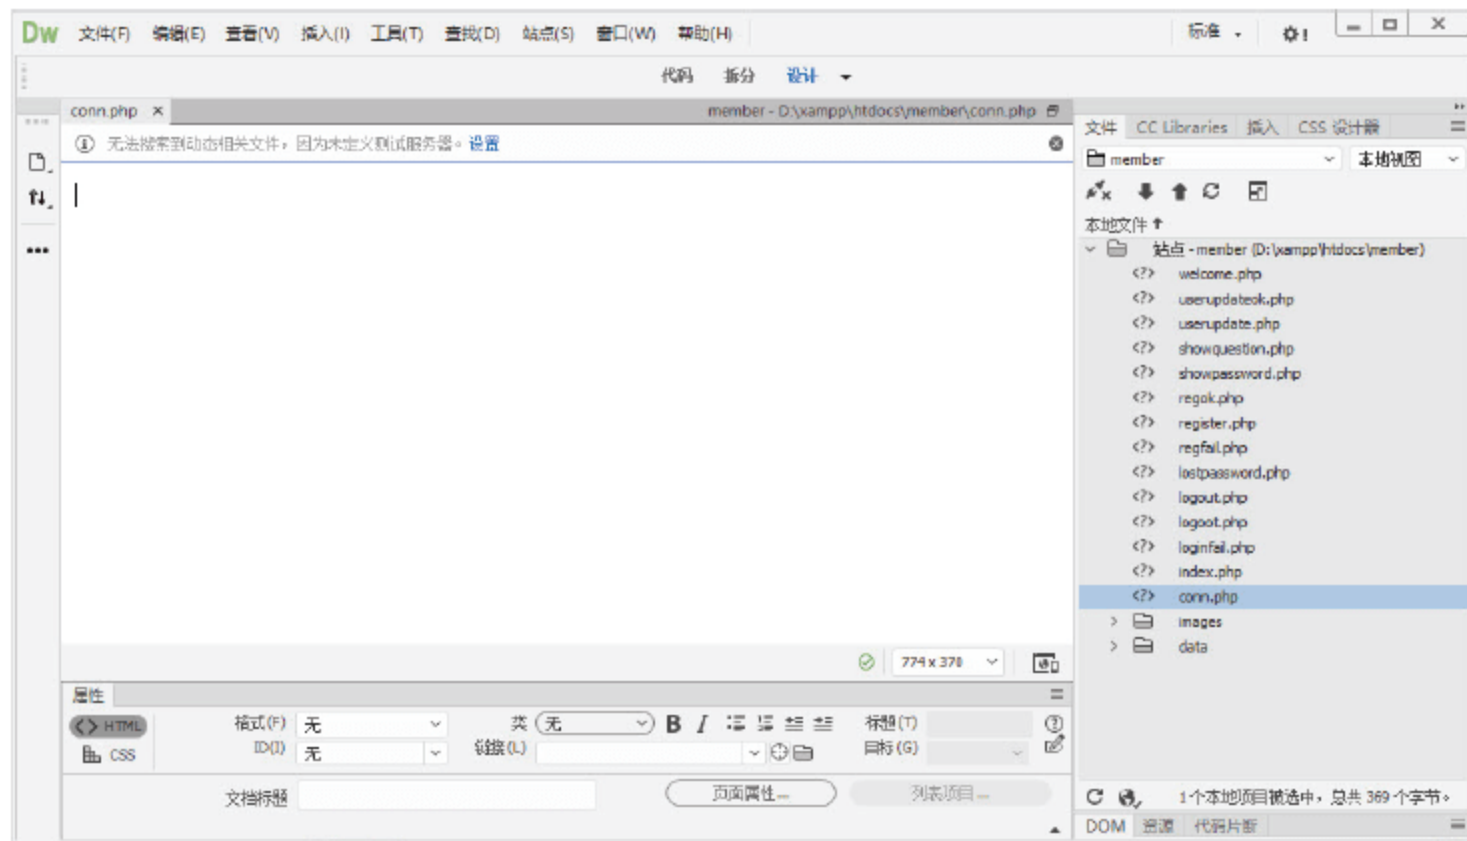 Dw 文件(F) 编辑(E) 查看(V) 插入(I) 工具(T) 查找(D) 站点(S) 窗口(W) 帮助(H) 标准
代码 拆分 设计
conn.php × member - D:\xampp\htdocs\member\conn.php
无法搜索到动态相关文件，因为未定义测试服务器。设置
774 x 370
属性
<> HTML 格式(F) 无 类 无 B I 标题(T)
CSS ID(I) 无 链接(L) 目标(G)
文档标题 页面属性... 列表项目...
文件 CC Libraries 插入 CSS 设计器
member 本地视图
本地文件↑
站点 - member (D:\xampp\htdocs\member)
<?> welcome.php
<?> userupdateok.php
<?> userupdate.php
<?> showquestion.php
<?> showpassword.php
<?> regok.php
<?> register.php
<?> regfail.php
<?> lostpassword.php
<?> logout.php
<?> logoot.php
<?> loginfail.php
<?> index.php
<?> conn.php
images
data
1个本地项目被选中，总共 369 个字节。
DOM 资源 代码片断